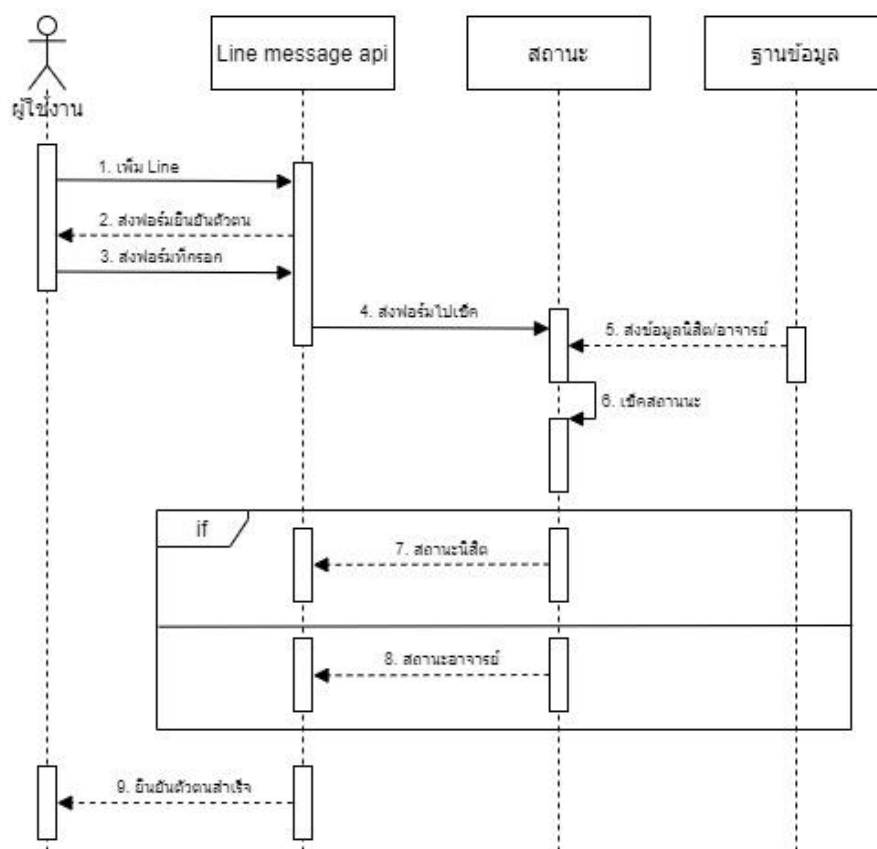 Line message api
สถานะ
ฐานข้อมูล
ผู้ใช้งาน
1. เพิ่ม Line
2. ส่งฟอร์มยืนยันตัวตน
3. ส่งฟอร์มที่กรอก
4. ส่งฟอร์มไปเช็ค
5. ส่งข้อมูลนิสิต/อาจารย์
6. เช็คสถานนะ
if
7. สถานะนิสิต
8. สถานะอาจารย์
9. ยืนยันตัวตนสำเร็จ